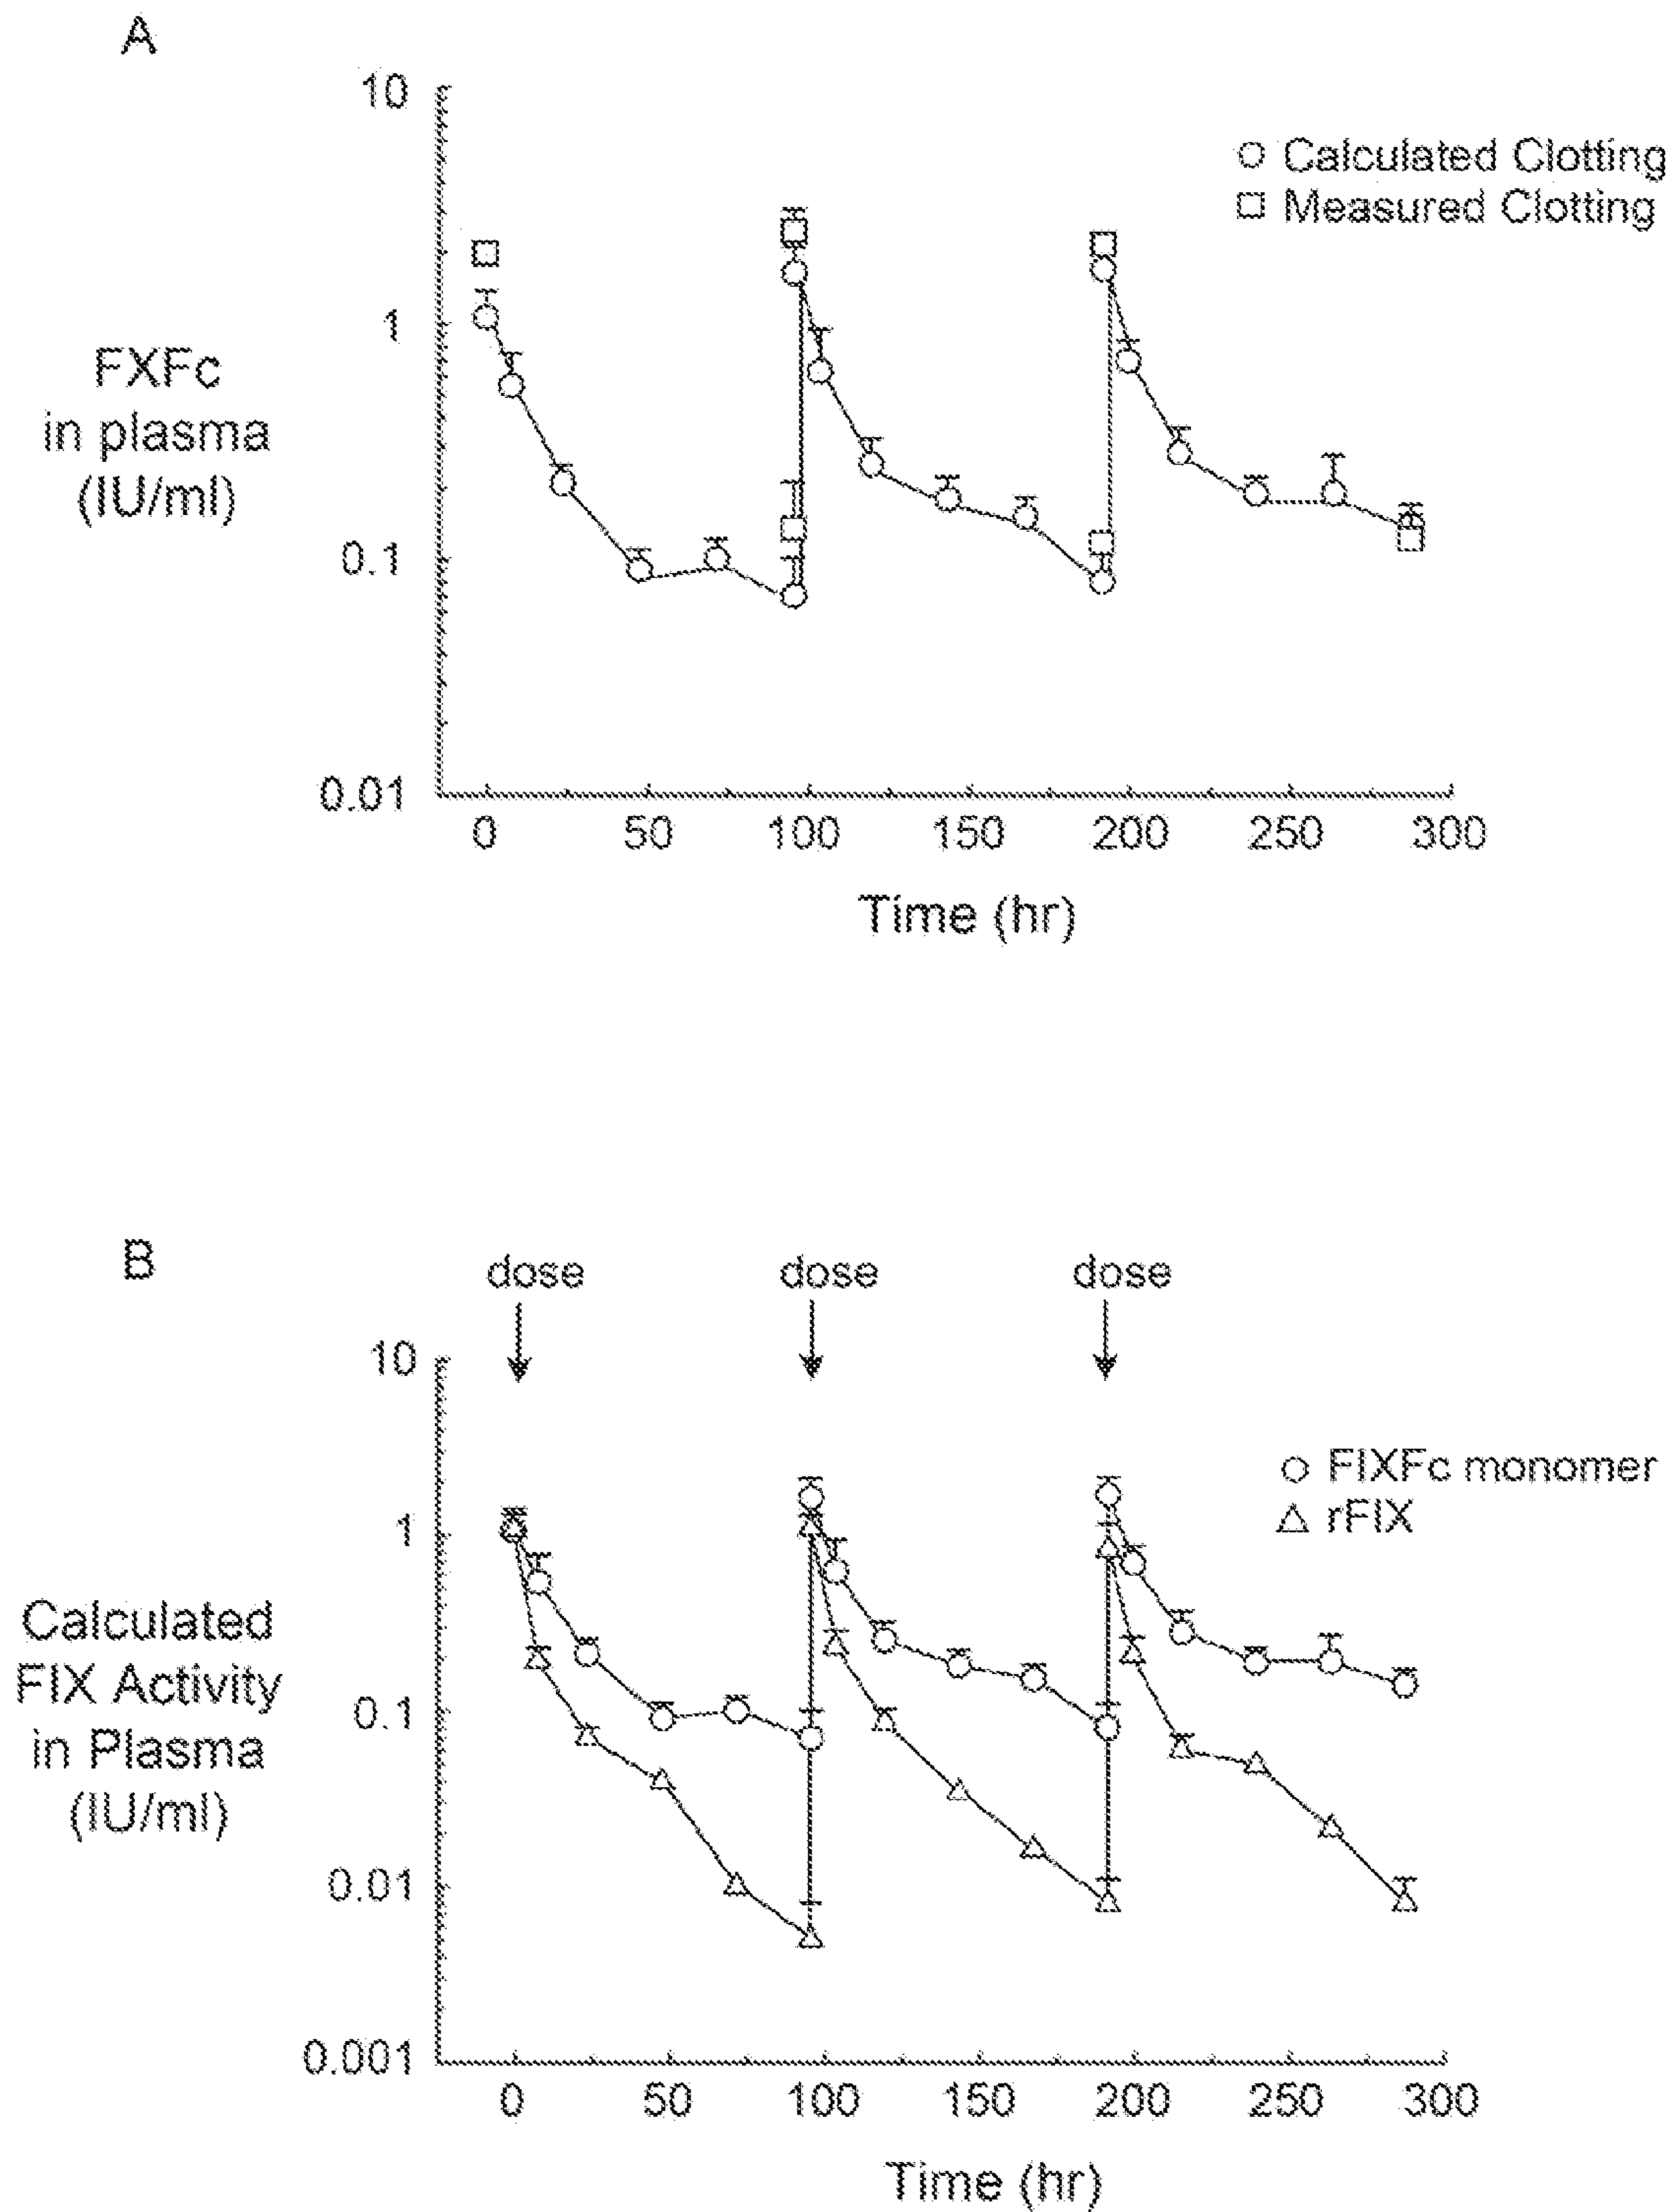 A
10
1
0.1
0.01
FXFc
in plasma
(IU/ml)
Calculated Clotting
Measured Clotting
0 50 100 150 200 250 300
Time (hr)
B
dose dose dose
10
1
0.1
0.01
0.001
Calculated
FIX Activity
in Plasma
(IU/ml)
FIXFc monomer
rFIX
0 50 100 150 200 250 300
Time (hr)